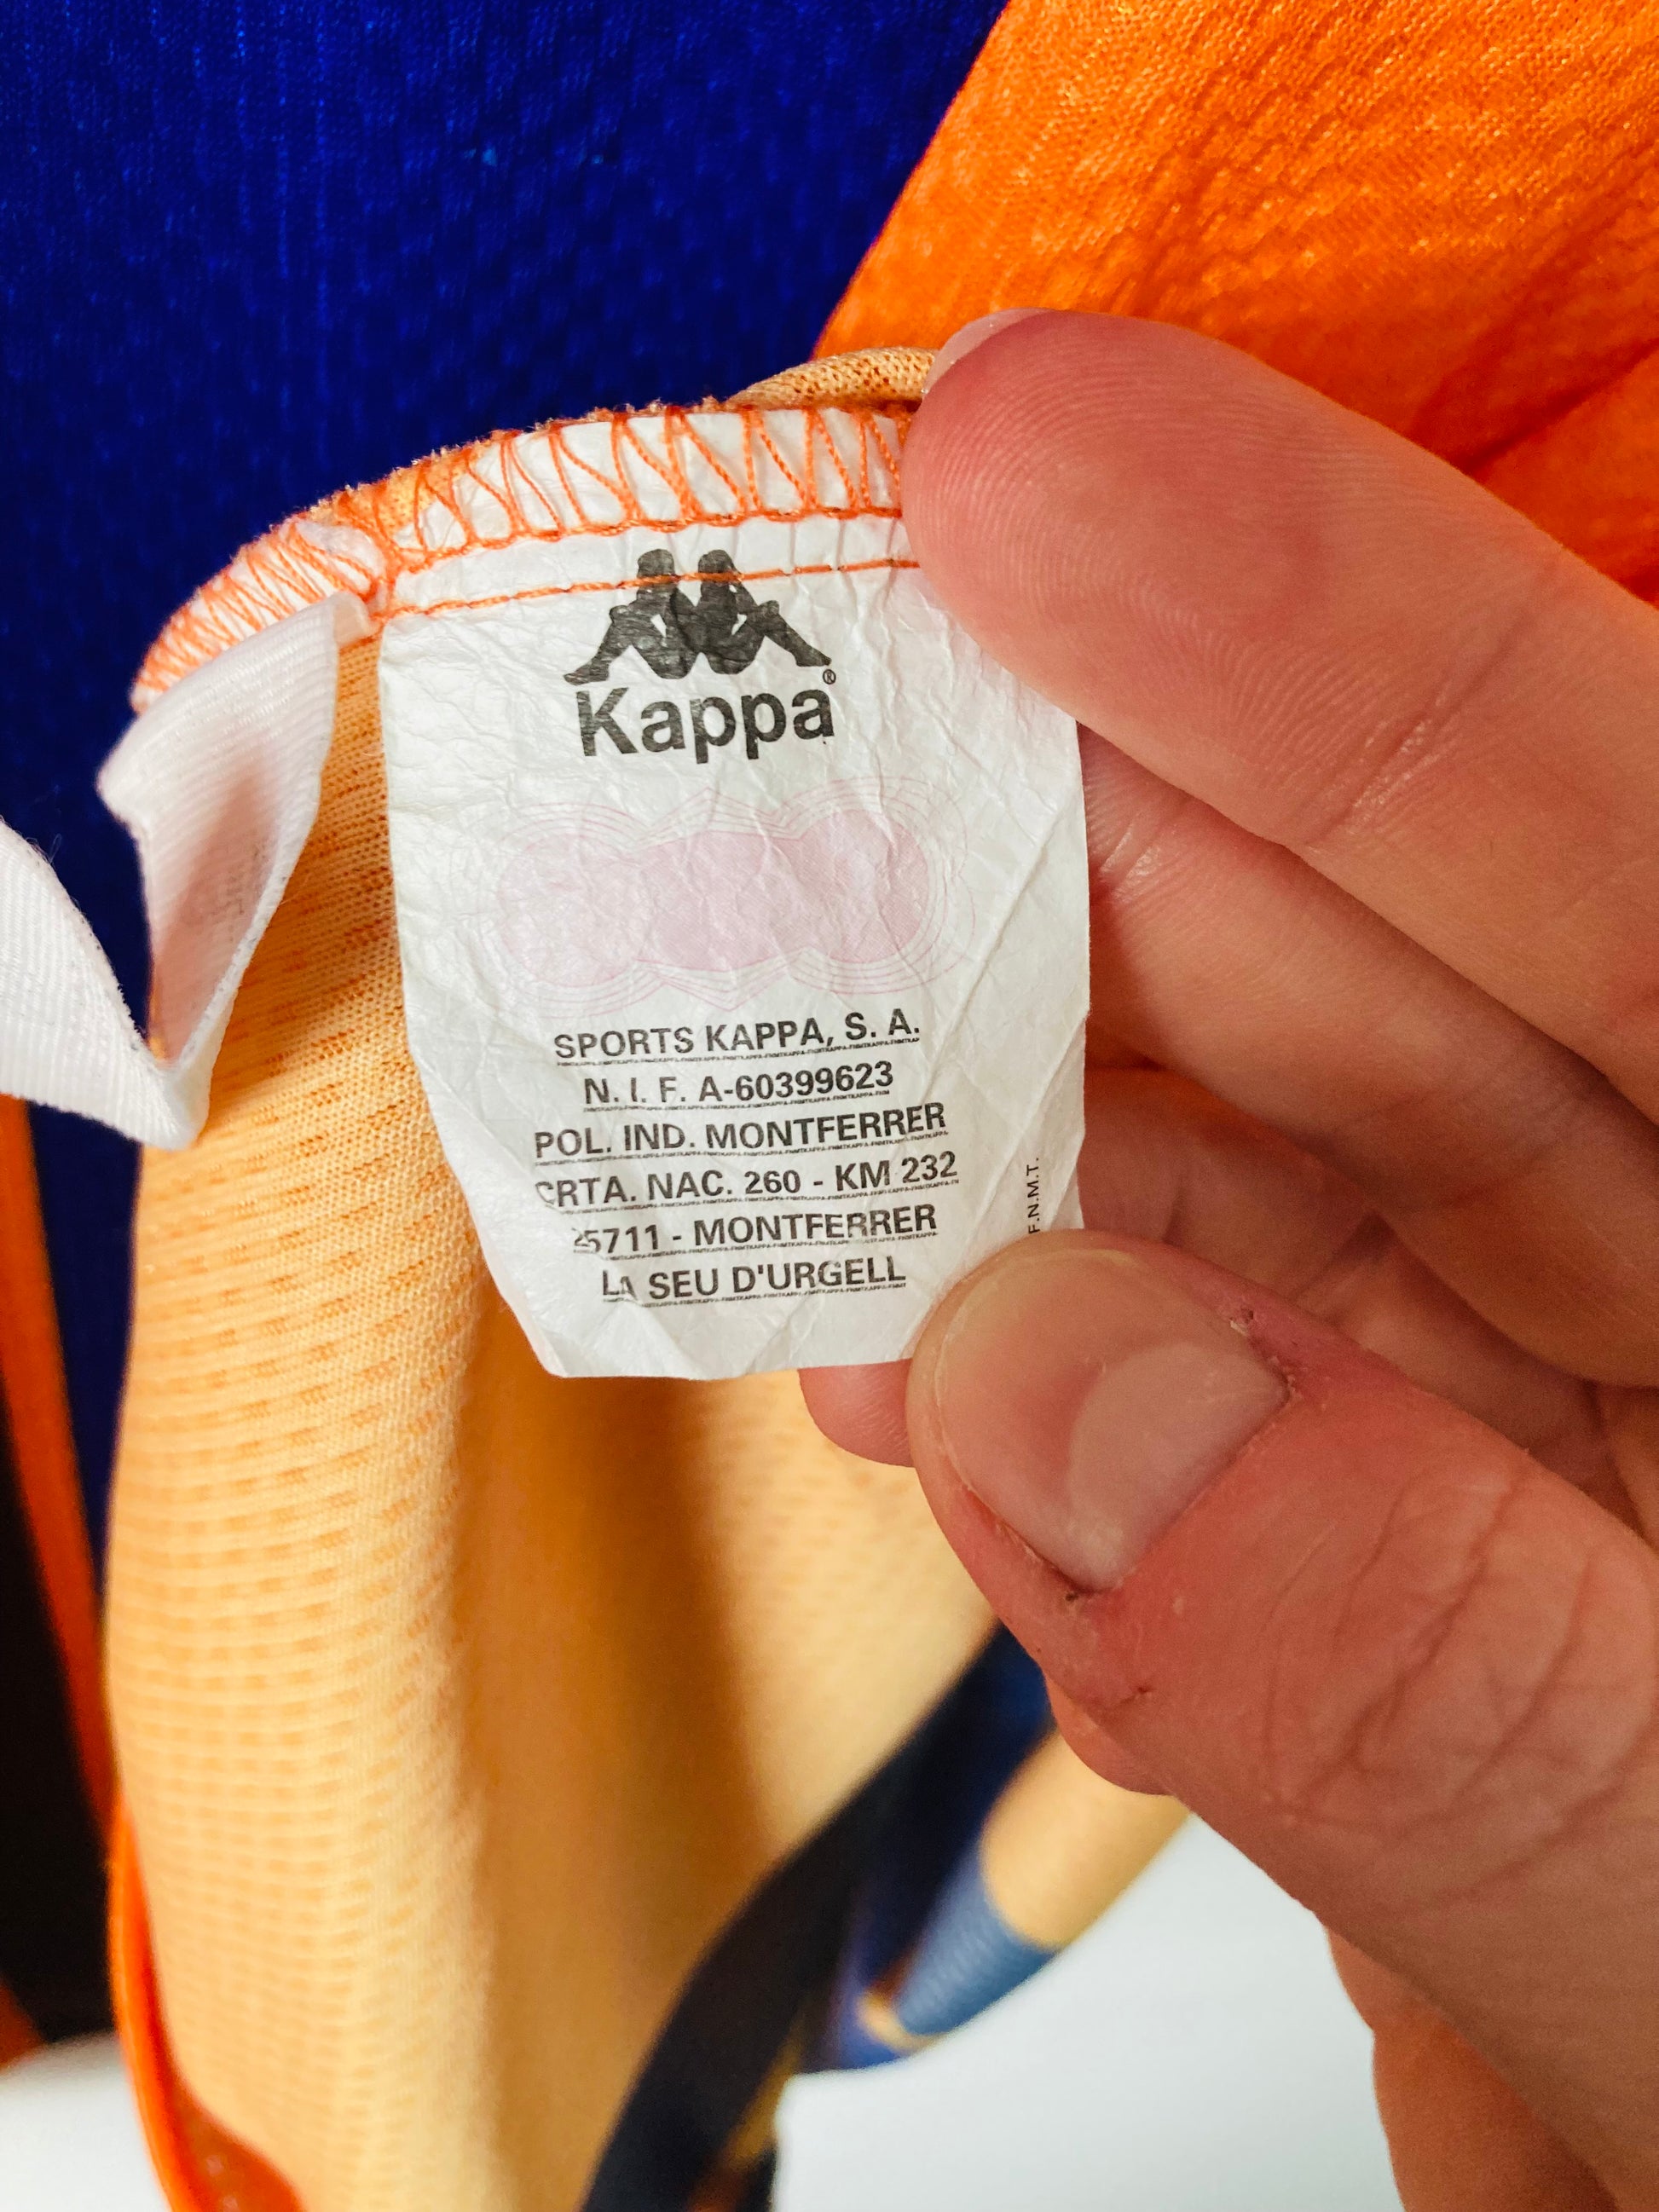 Kappa®
SPORTS KAPPA, S. A.
N. I. F. A-60399623
POL. IND. MONTFERRER
CRTA. NAC. 260 - KM 232
25711 - MONTFERRER
LA SEU D'URGELL
F.N.M.T.